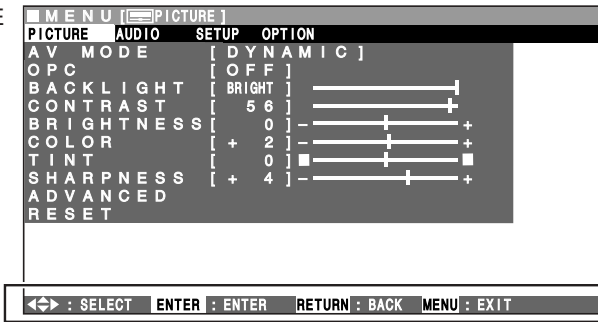 E
■MENU [PICTURE]
PICTURE AUDIO SETUP OPTION
AV MODE [DYNAMIC]
OPC [OFF]
BACKLIGHT [BRIGHT]
CONTRAST [56]
BRIGHTNESS [0] – +
COLOR [+2] – +
TINT [0] ■ ■
SHARPNESS [+4] – +
ADVANCED
RESET
: SELECT ENTER : ENTER RETURN : BACK MENU : EXIT